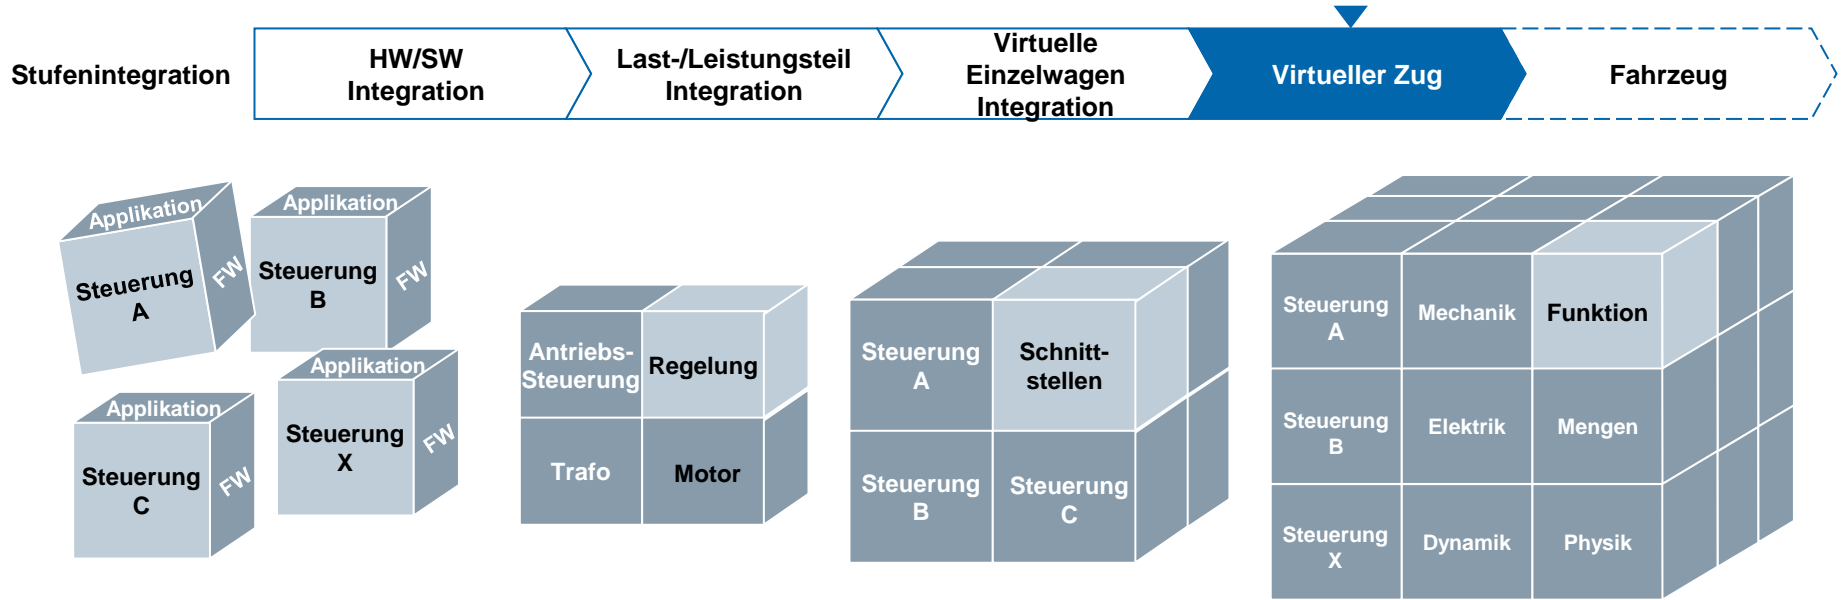 Stufenintegration
HW/SW
Integration
Last-/Leistungsteil
Integration
Virtuelle
Einzelwagen
Integration
Virtueller Zug
Fahrzeug
Applikation
Steuerung
A
FW
Applikation
Steuerung
B
FW
Applikation
Steuerung
C
FW
Applikation
Steuerung
X
FW
Antriebs-
Steuerung
Regelung
Trafo
Motor
Steuerung
A
Schnitt-
stellen
Steuerung
B
Steuerung
C
Steuerung
A
Mechanik
Funktion
Steuerung
B
Elektrik
Mengen
Steuerung
X
Dynamik
Physik